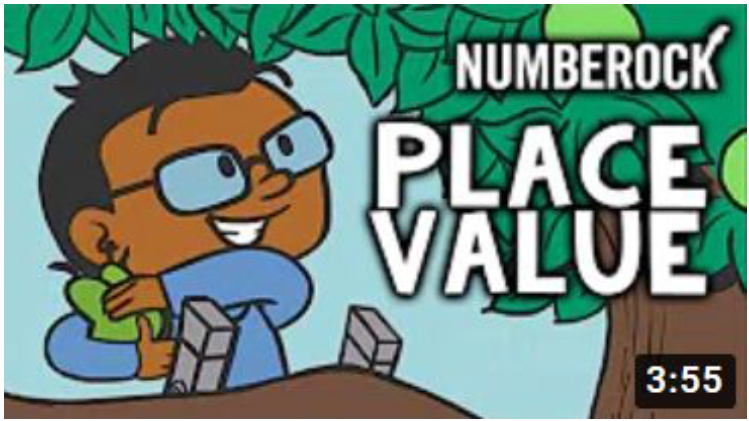 NUMBEROCK
PLACE
VALUE
3:55